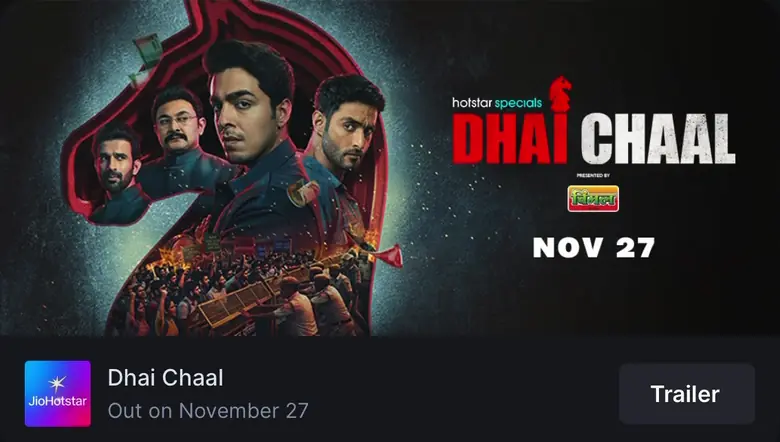 hotstar specials
DHAI CHAAL
PRESENTED BY
विमल
NOV 27
JioHotstar
Dhai Chaal
Out on November 27
Trailer